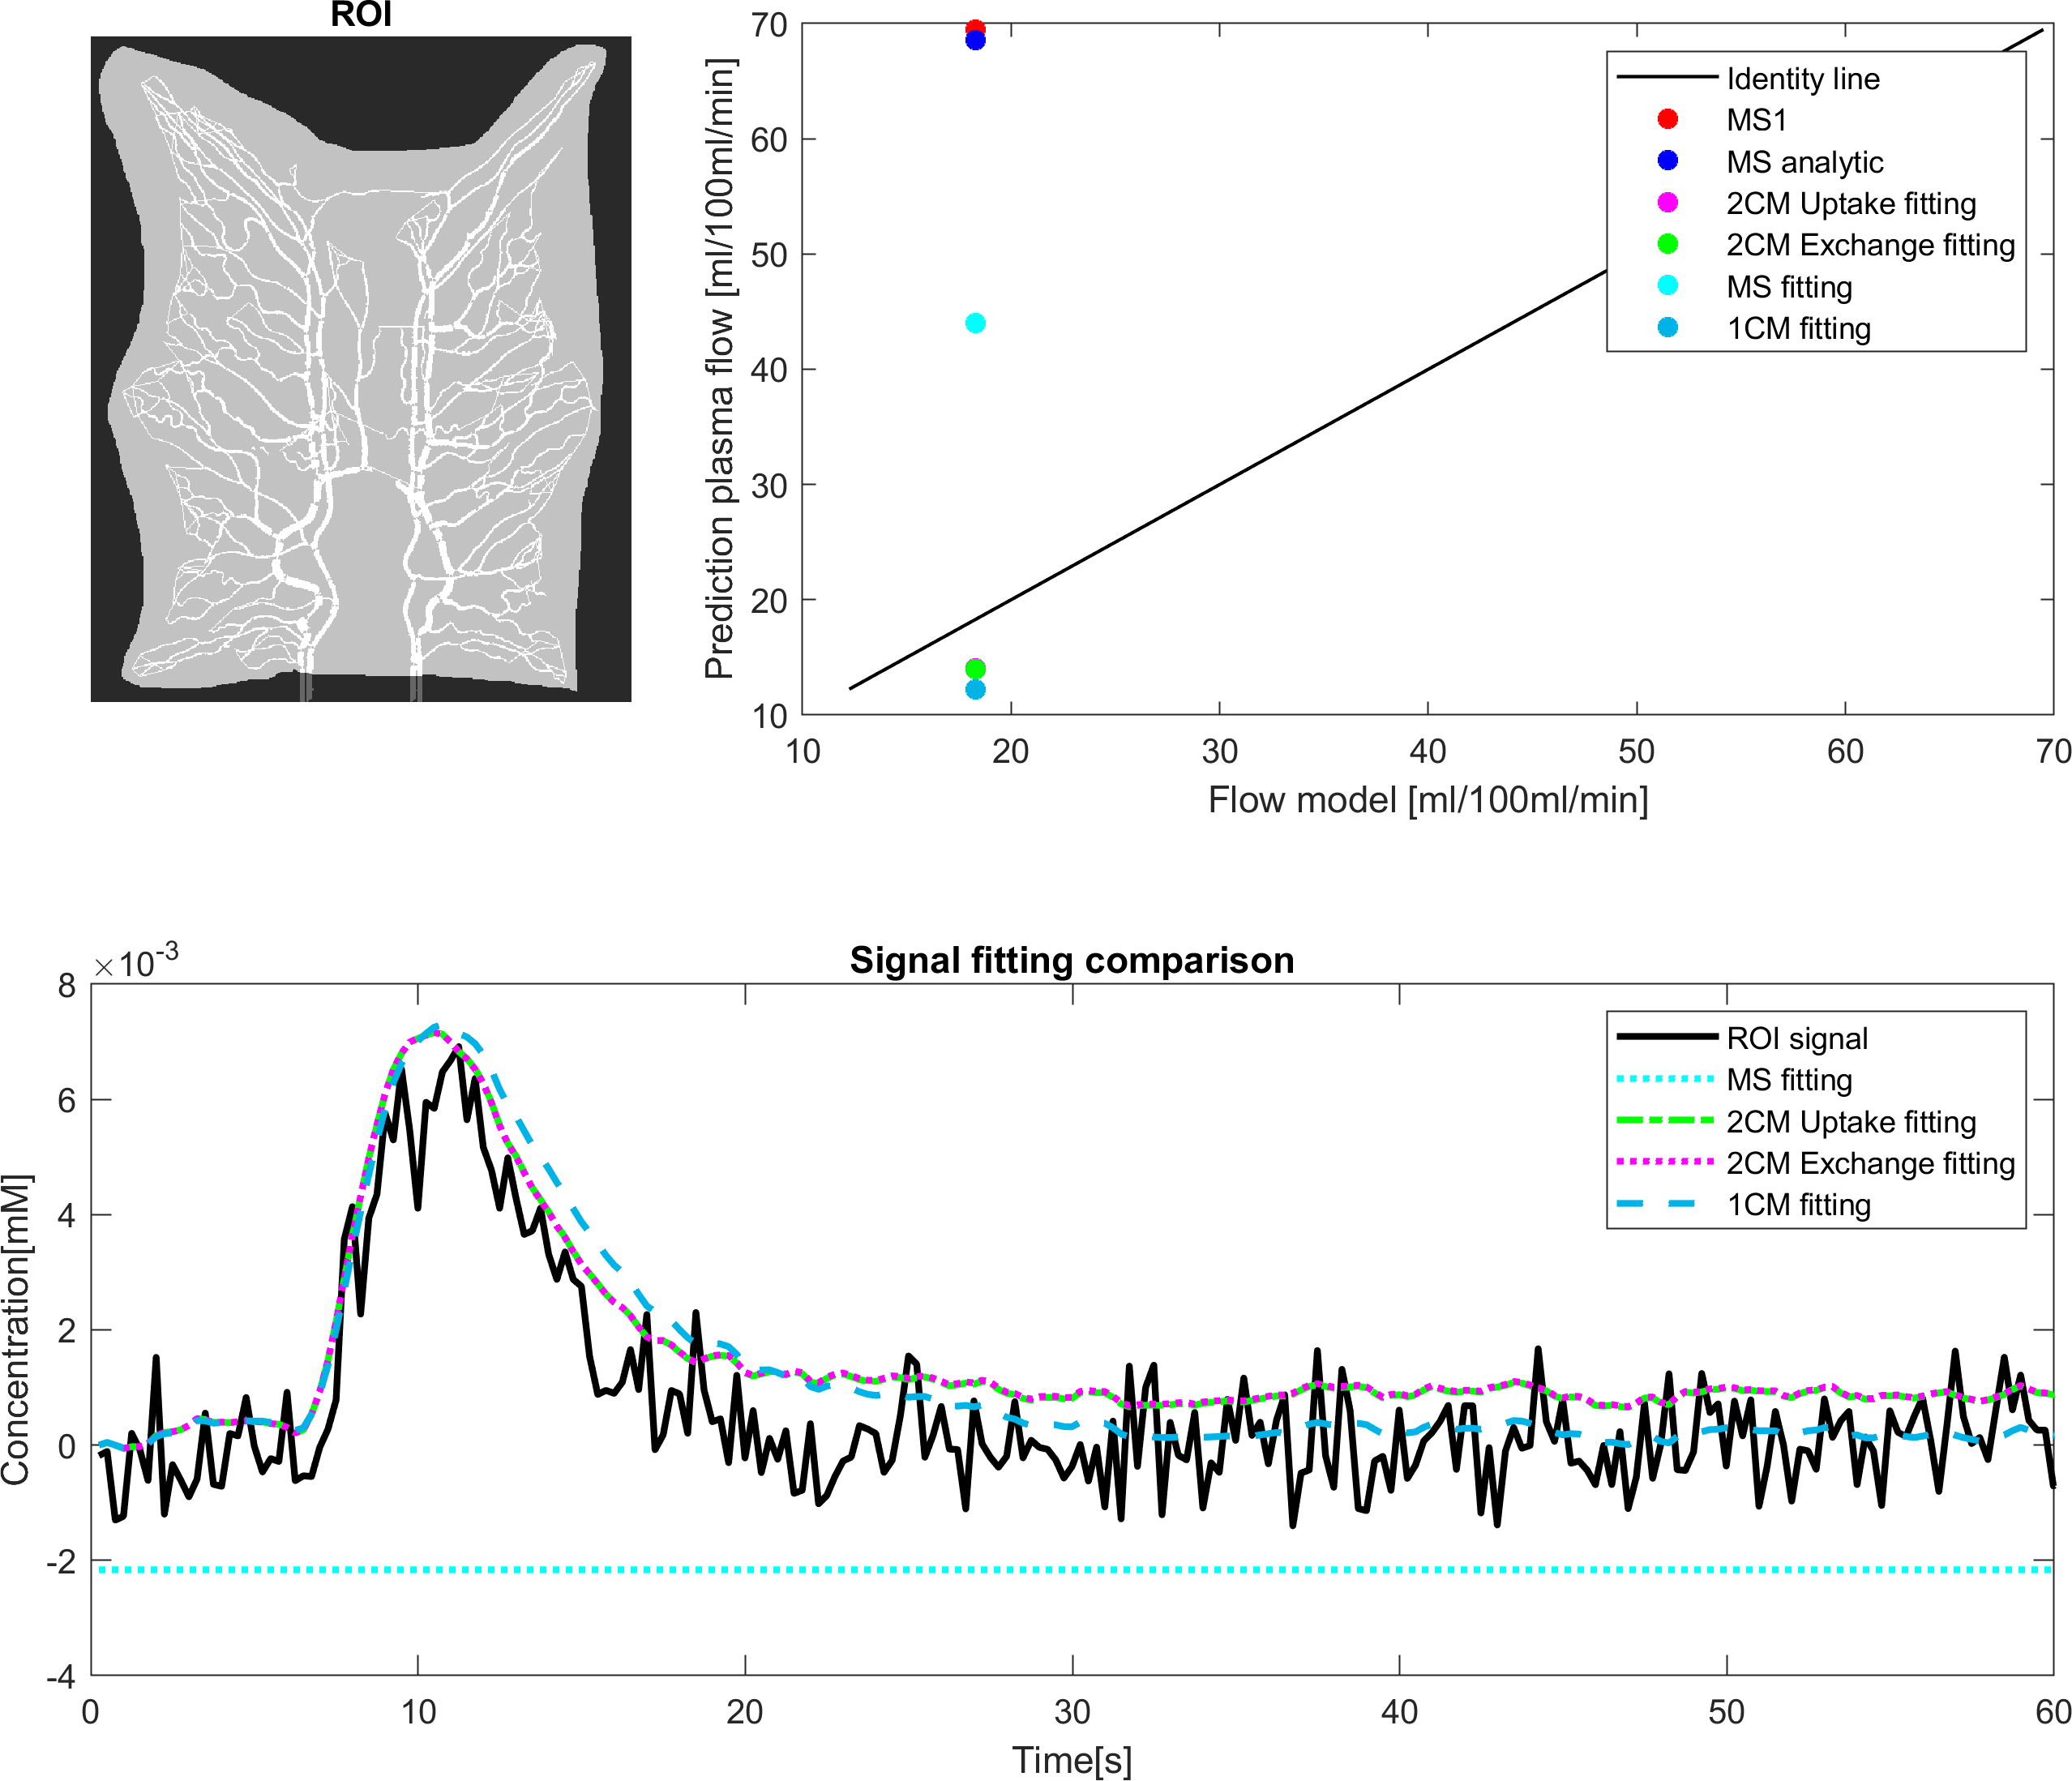 ROI
Prediction plasma flow [ml/100ml/min]
70
60
50
40
30
20
10
10 20 30 40 50 60 70
Flow model [ml/100ml/min]
Identity line
MS1
MS analytic
2CM Uptake fitting
2CM Exchange fitting
MS fitting
1CM fitting
Signal fitting comparison
×10-3
Concentration[mM]
8
6
4
2
0
-2
-4
0 10 20 30 40 50 60
Time[s]
ROI signal
MS fitting
2CM Uptake fitting
2CM Exchange fitting
1CM fitting